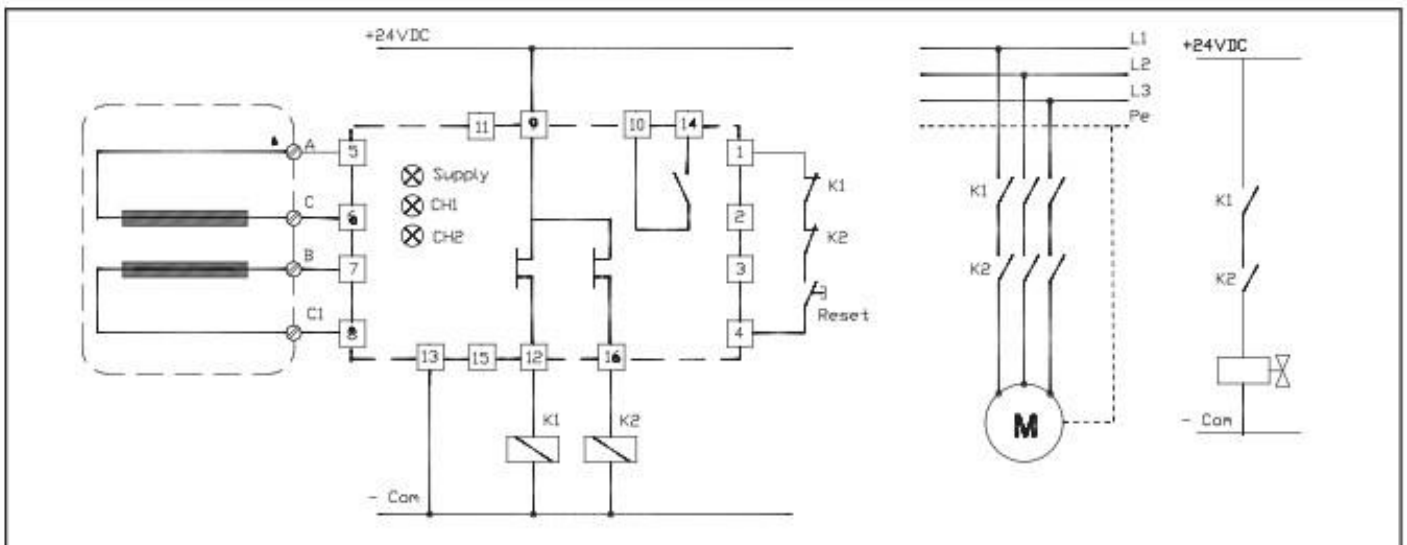 +24VDC
L1
L2
L3
Pe
+24VDC
11
9
10
14
A
5
1
Supply
CH1
CH2
K1
C
6
2
K2
B
7
3
Reset
C1
8
4
13
15
12
16
K1
K2
- Com
K1
K2
M
K1
K2
- Com